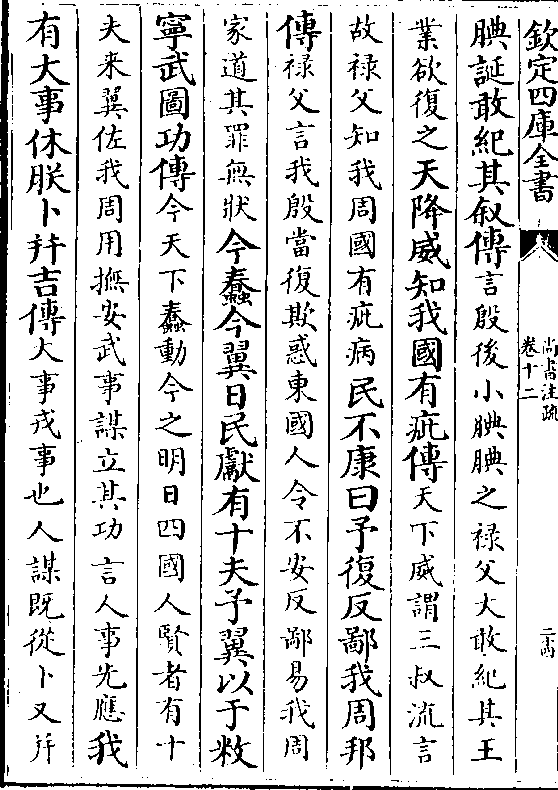 欽定四庫全書
尚書注疏
卷十二
二十四
腆誕敢紀其叙傳言殷後小腆腆之禄父大敢紀其王
業欲復之天降威知我國有疵傳天下威謂三叔流言
故禄父知我周國有疵病民不康曰予復反鄙我周邦
傳禄父言我殷當復欺惑東國人令不安反鄙易我周
家道其罪無狀今蠢今翼日民獻有十夫予翼以于敉
寧武圖功傳今天下蠢動今之明日四國人賢者有十
夫来翼佐我周用撫安武事謀立其功言人事先應我
有大事休朕卜幷吉傳大事戎事也人謀既從卜又幷